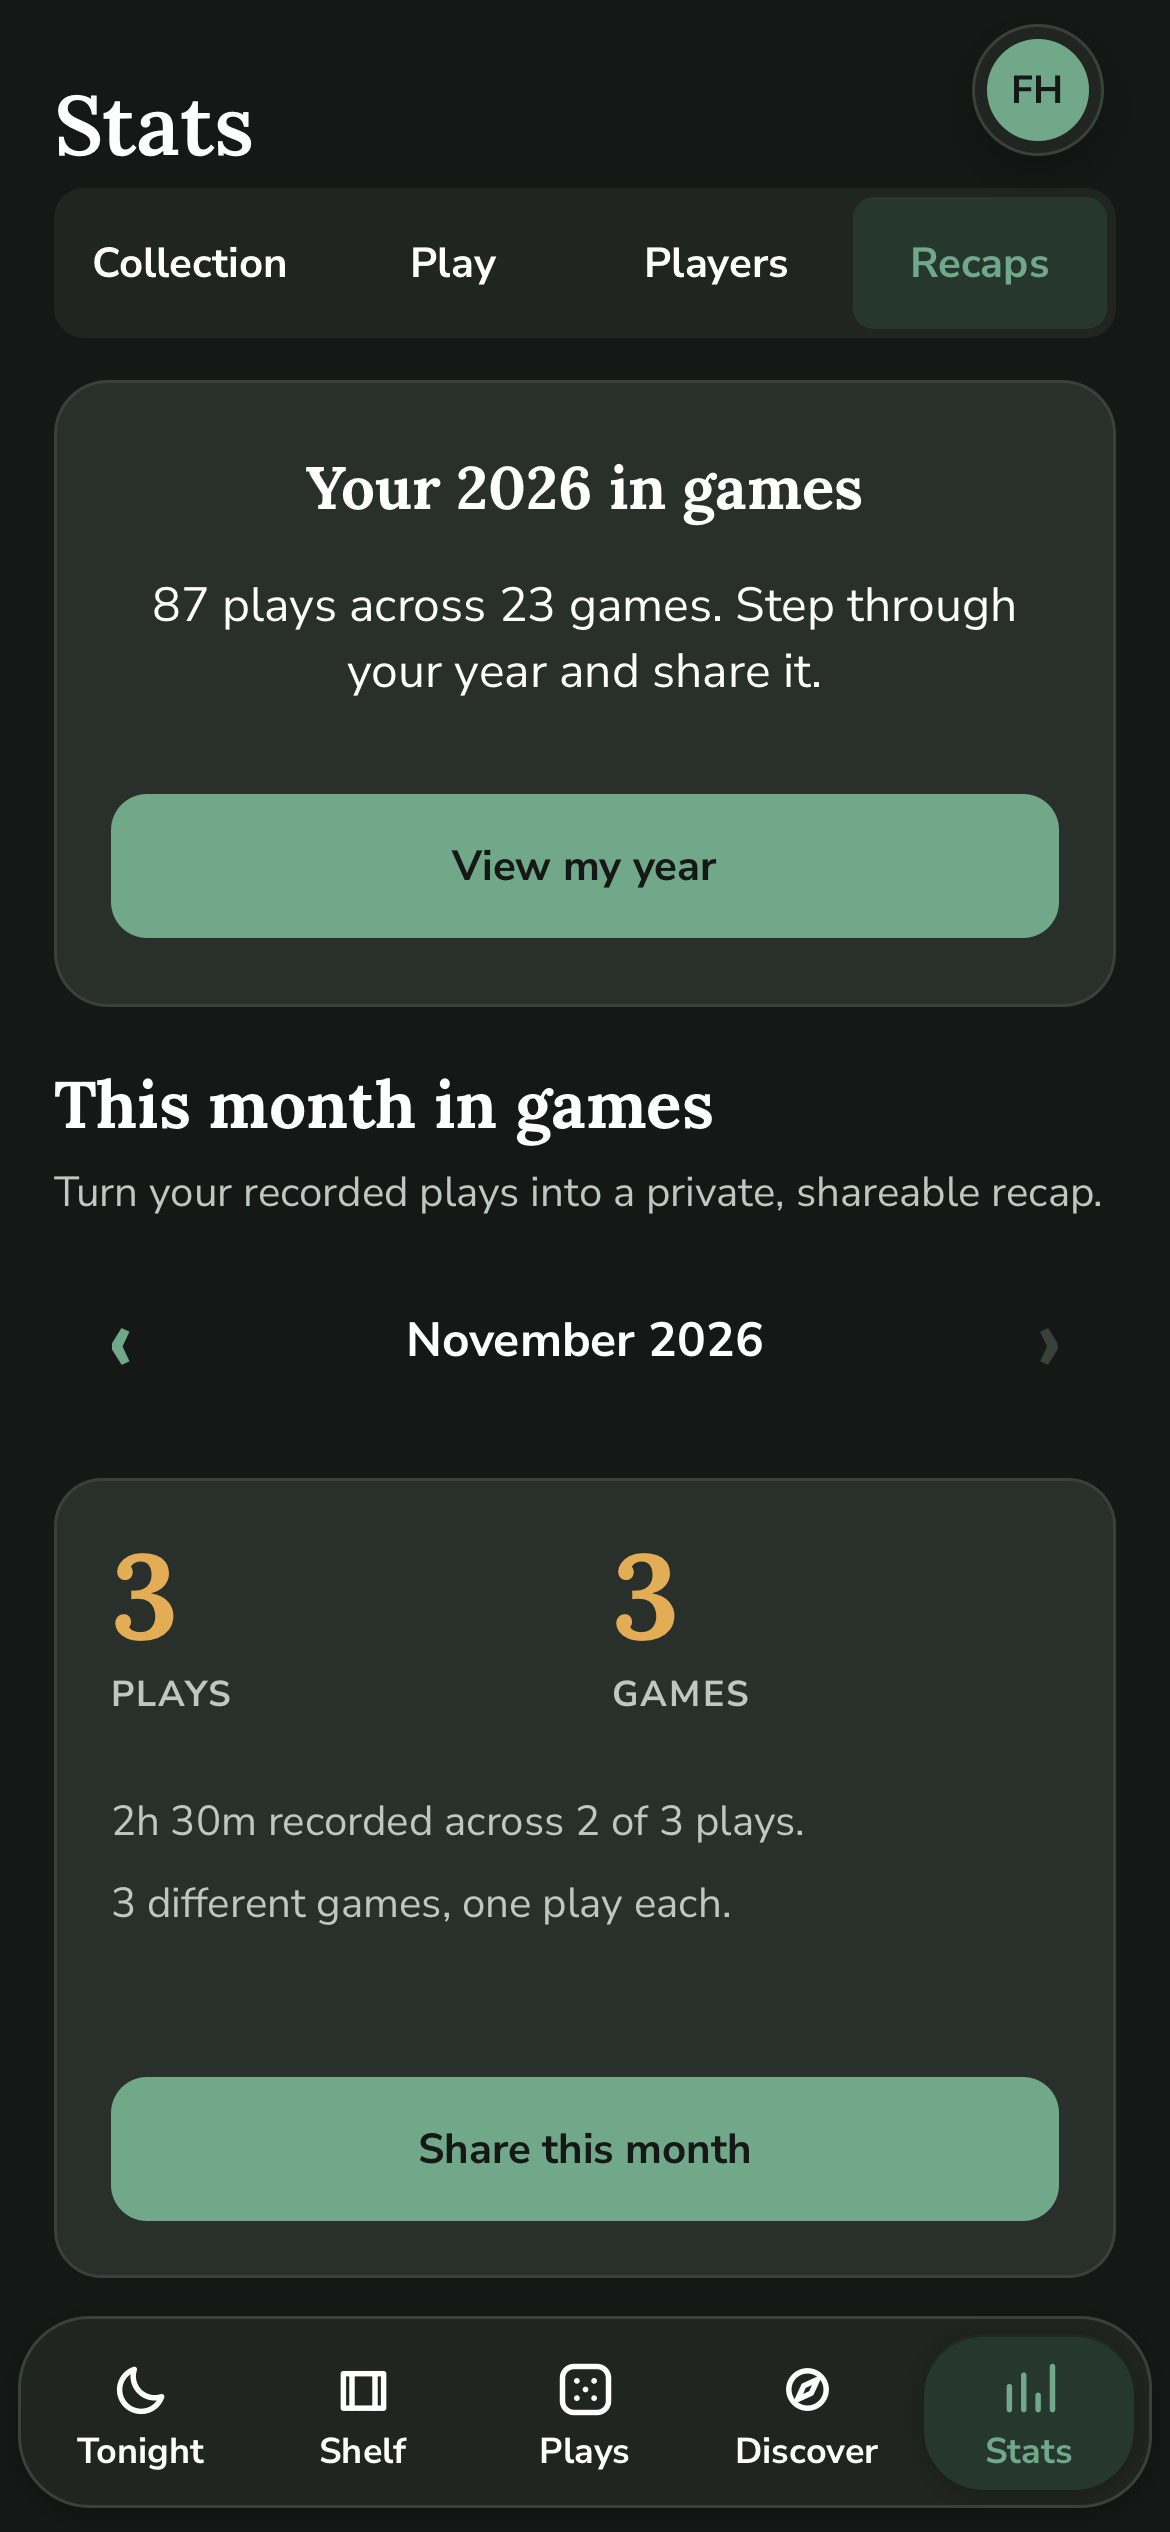 FH
Stats
Collection
Play
Players
Recaps
Your 2026 in games
87 plays across 23 games. Step through
your year and share it.
View my year
This month in games
Turn your recorded plays into a private, shareable recap.
‹ November 2026 ›
3
PLAYS
3
GAMES
2h 30m recorded across 2 of 3 plays.
3 different games, one play each.
Share this month
Tonight
Shelf
Plays
Discover
Stats